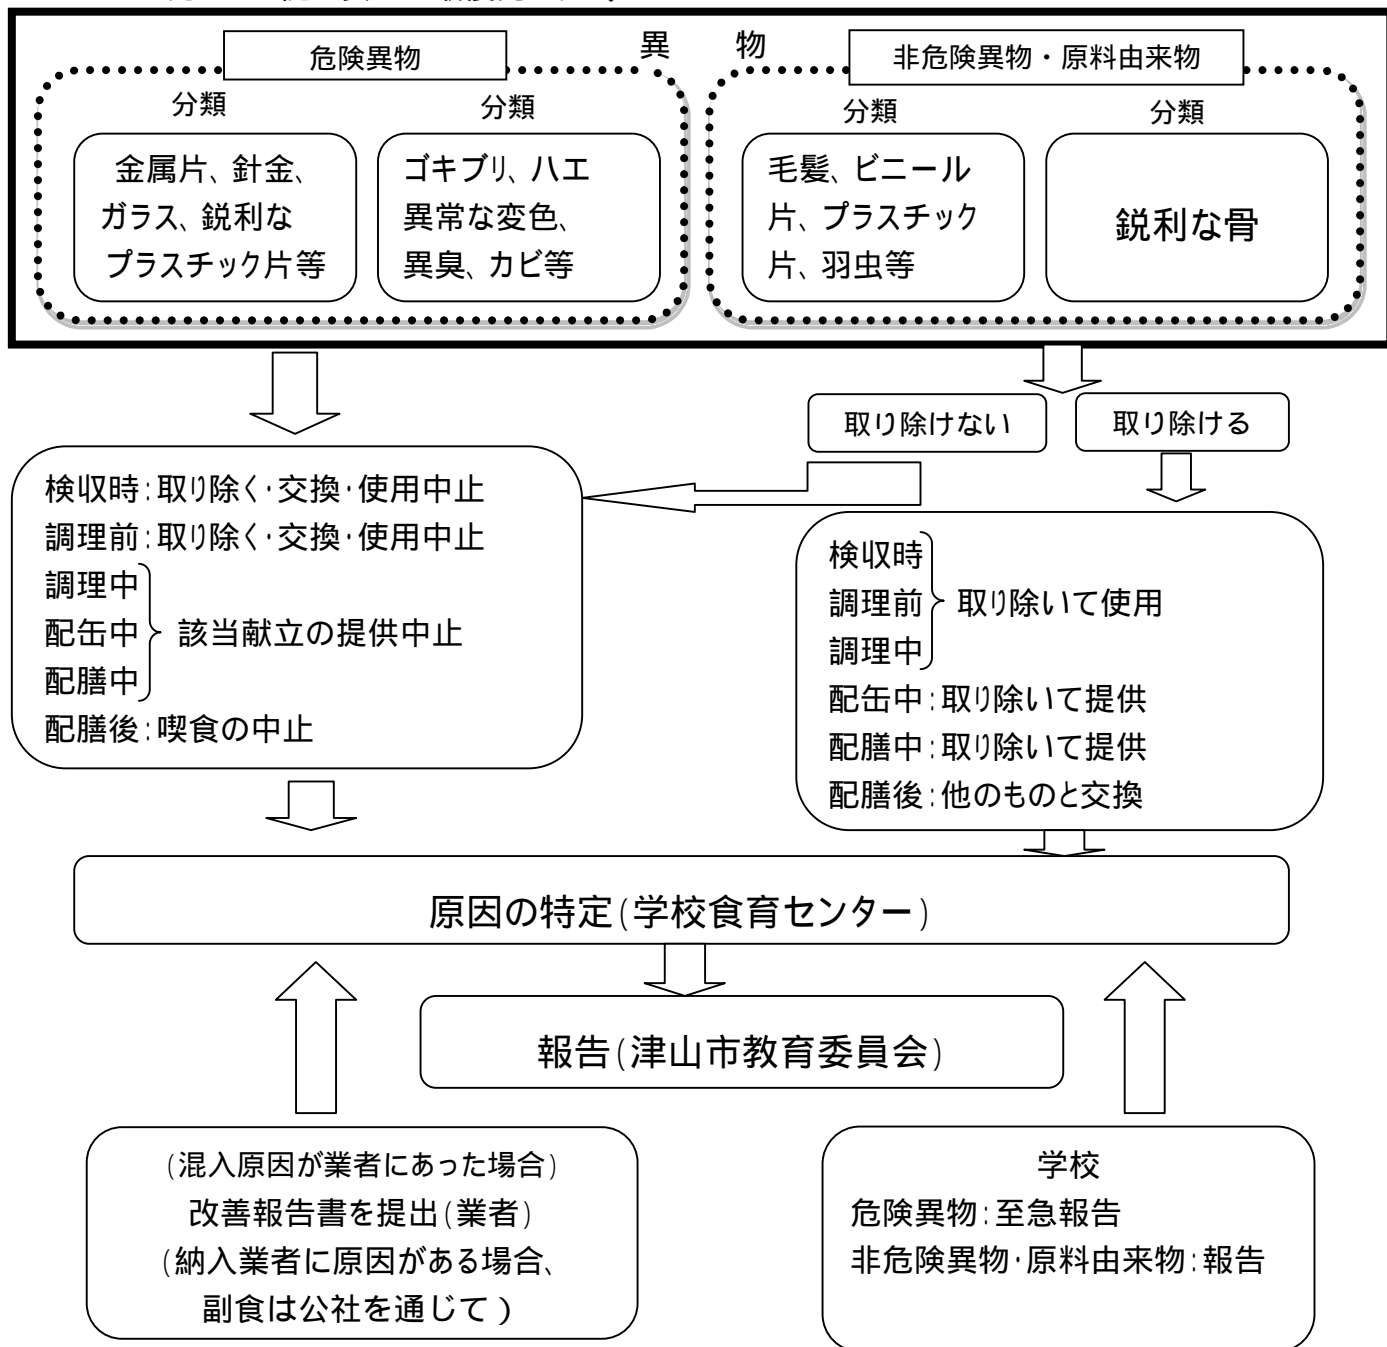 異 物
危険異物
分類
金属片、針金、
ガラス、鋭利な
プラスチック片等
分類
ゴキブリ、ハエ
異常な変色、
異臭、カビ等
非危険異物・原料由来物
分類
毛髪、ビニール
片、プラスチック
片、羽虫等
分類
鋭利な骨
取り除けない
取り除ける
検収時:取り除く・交換・使用中止
調理前:取り除く・交換・使用中止
調理中
配缶中
配膳中
該当献立の提供中止
配膳後:喫食の中止
検収時
調理前
調理中
取り除いて使用
配缶中:取り除いて提供
配膳中:取り除いて提供
配膳後:他のものと交換
原因の特定(学校食育センター)
報告(津山市教育委員会)
(混入原因が業者にあった場合)
改善報告書を提出(業者)
(納入業者に原因がある場合、
副食は公社を通じて)
学校
危険異物:至急報告
非危険異物・原料由来物:報告